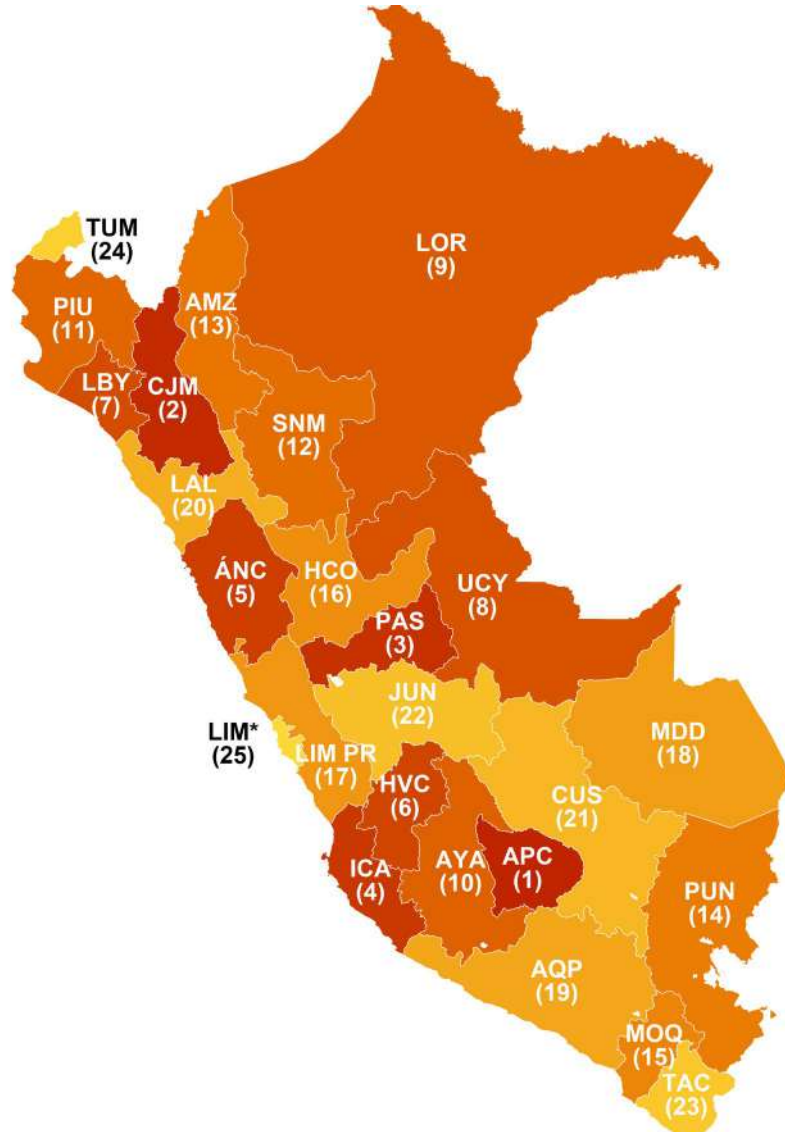 TUM
(24)
LOR
(9)
PIU
(11)
AMZ
(13)
LBY
(7)
CJM
(2)
SNM
(12)
LAL
(20)
ÁNC
(5)
HCO
(16)
UCY
(8)
PAS
(3)
JUN
(22)
LIM*
(25)
LIM PR
(17)
MDD
(18)
HVC
(6)
CUS
(21)
ICA
(4)
AYA
(10)
APC
(1)
PUN
(14)
AQP
(19)
MOQ
(15)
TAC
(23)